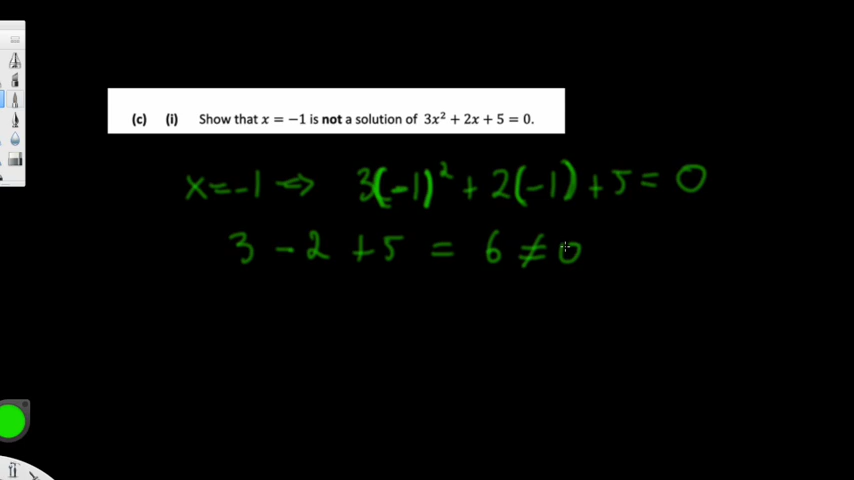 (c) (i) Show that x = −1 is not a solution of 3x² + 2x + 5 = 0.
x=-1 => 3(-1)² + 2(-1) + 5 = 0
3 - 2 + 5 = 6 ≠ 0